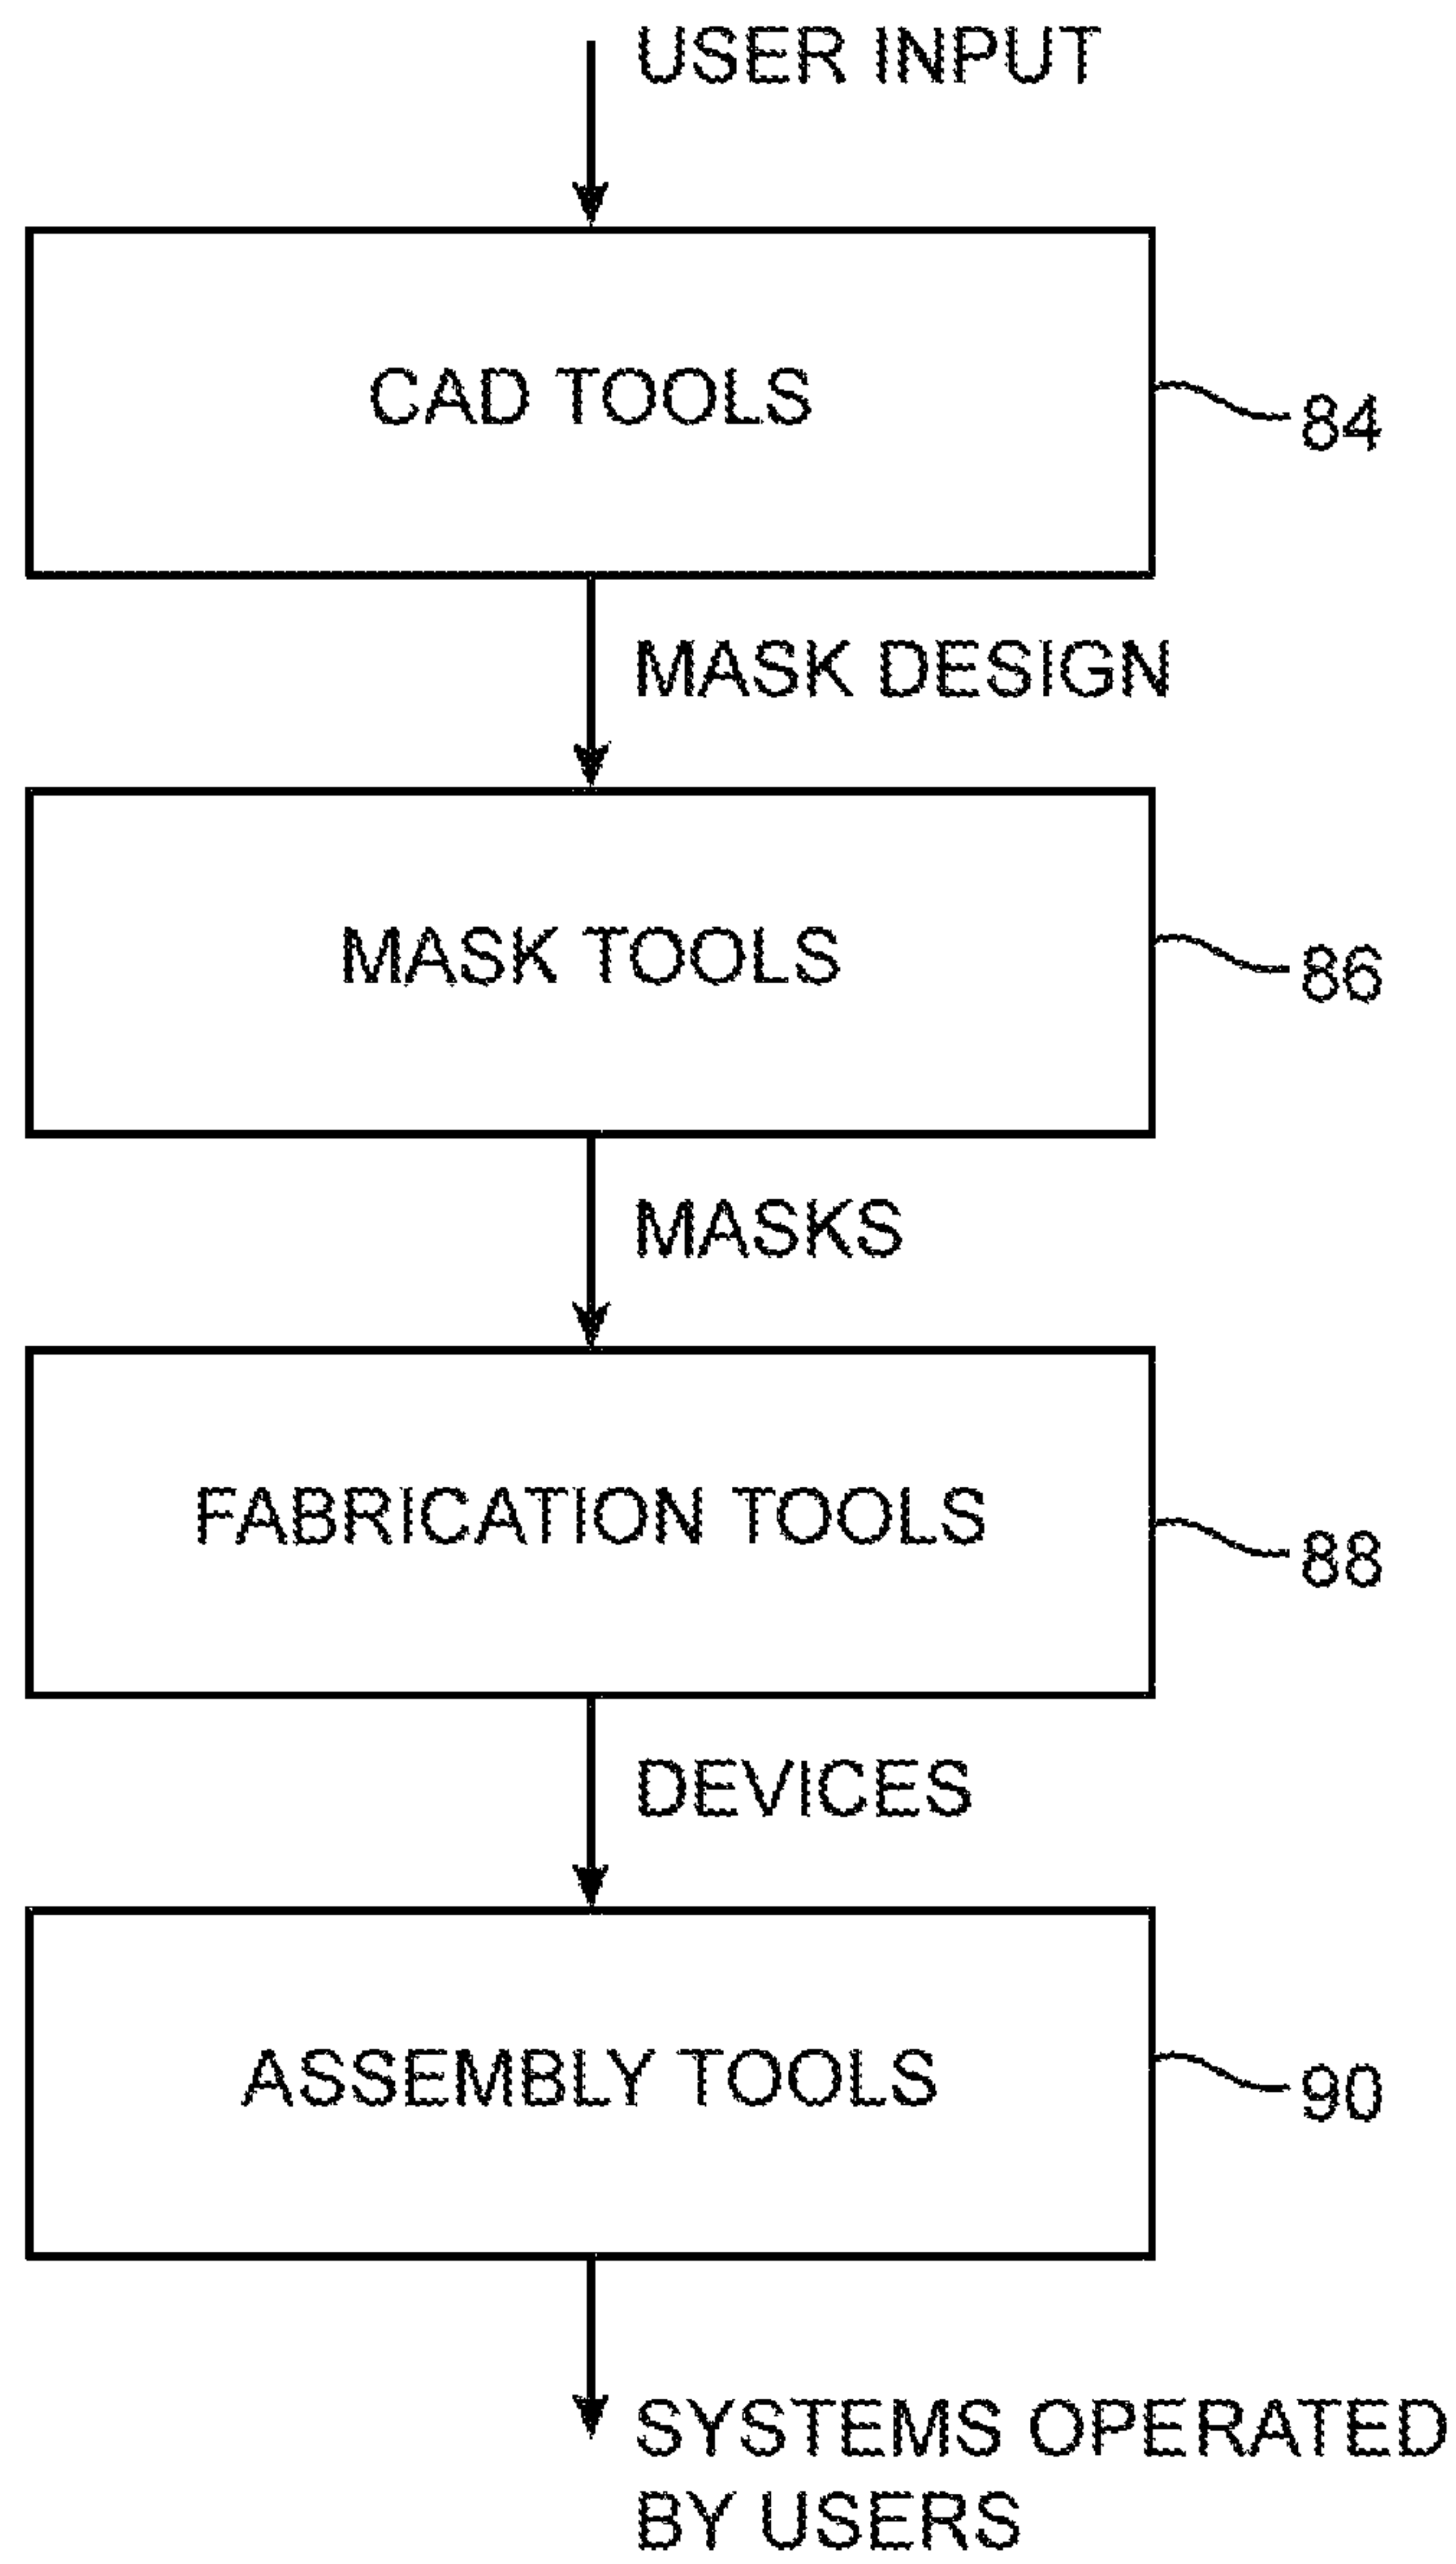 USER INPUT
CAD TOOLS
84
MASK DESIGN
MASK TOOLS
86
MASKS
FABRICATION TOOLS
88
DEVICES
ASSEMBLY TOOLS
90
SYSTEMS OPERATED
BY USERS